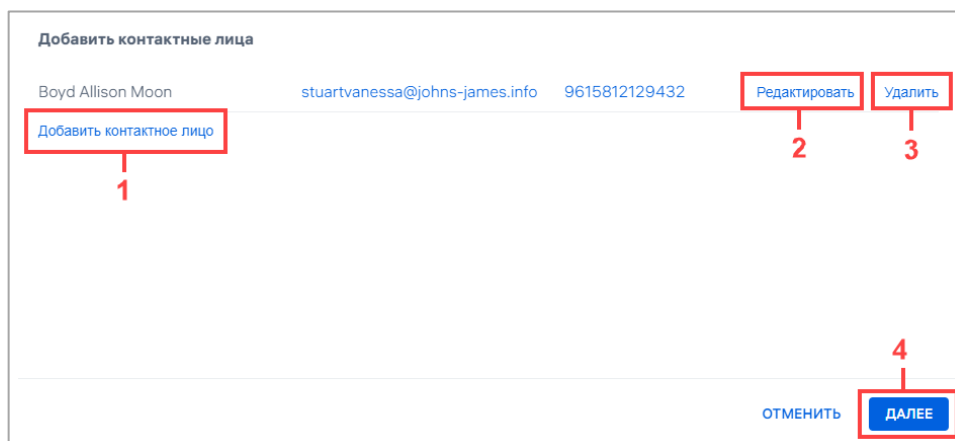 Добавить контактные лица
Boyd Allison Moon stuartvanessa@johns-james.info 9615812129432 Редактировать Удалить
Добавить контактное лицо
2 3
1
4
ОТМЕНИТЬ ДАЛЕЕ